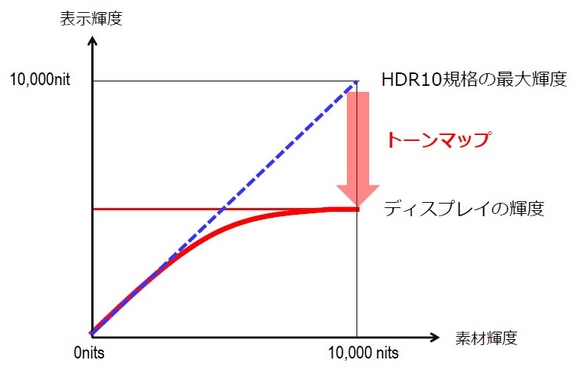 表示輝度
10,000nit
HDR10規格の最大輝度
トーンマップ
ディスプレイの輝度
素材輝度
0nits
10,000 nits